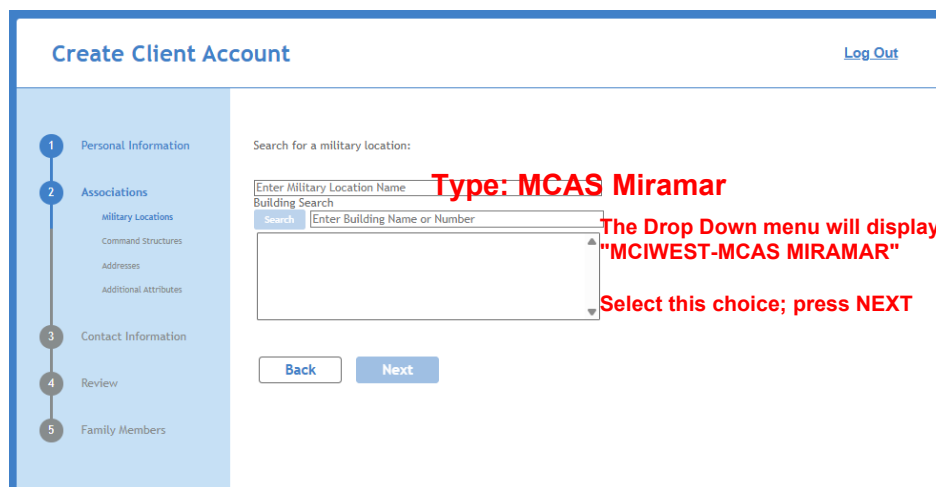 Create Client Account
Log Out
1 Personal Information
2 Associations
Military Locations
Command Structures
Addresses
Additional Attributes
3 Contact Information
4 Review
5 Family Members
Search for a military location:
Enter Military Location Name
Type: MCAS Miramar
Building Search
Search Enter Building Name or Number
The Drop Down menu will display
"MCIWEST-MCAS MIRAMAR"
Select this choice; press NEXT
Back Next